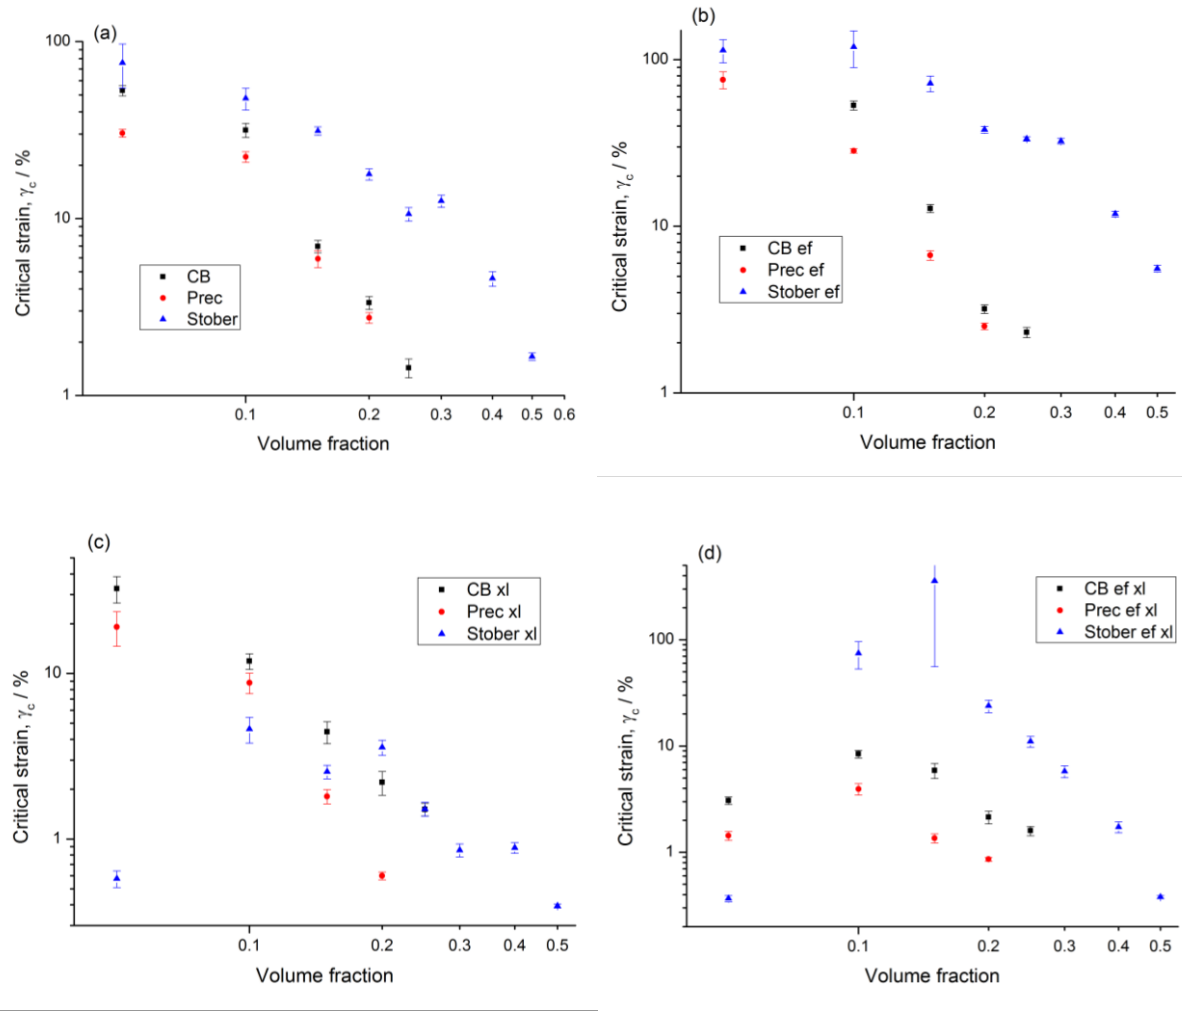 (a)
Critical strain, γc / %
100
10
1
CB
Prec
Stober
0.1 0.2 0.3 0.4 0.5 0.6
Volume fraction
(b)
Critical strain, γc / %
100
10
1
CB ef
Prec ef
Stober ef
0.1 0.2 0.3 0.4 0.5
Volume fraction
(c)
Critical strain, γc / %
10
1
CB xl
Prec xl
Stober xl
0.1 0.2 0.3 0.4 0.5
Volume fraction
(d)
Critical strain, γc / %
100
10
1
CB ef xl
Prec ef xl
Stober ef xl
0.1 0.2 0.3 0.4 0.5
Volume fraction